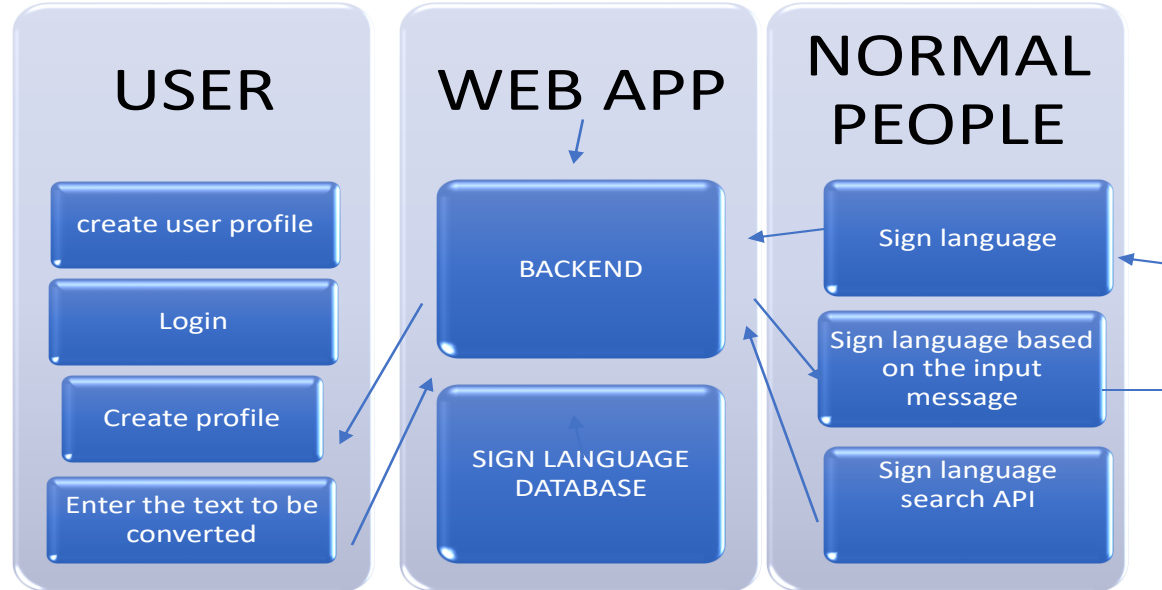 USER
create user profile
Login
Create profile
Enter the text to be
converted
WEB APP
BACKEND
SIGN LANGUAGE
DATABASE
NORMAL
PEOPLE
Sign language
Sign language based
on the input
message
Sign language
search API